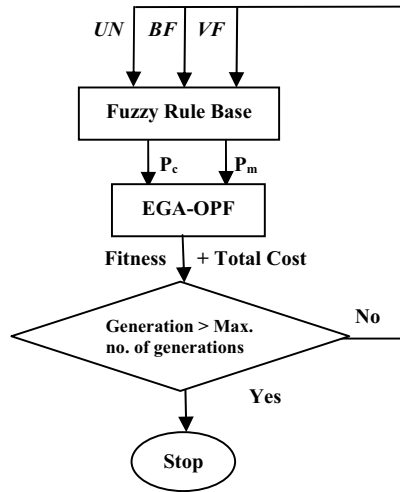 UN BF VF
Fuzzy Rule Base
Pc Pm
EGA-OPF
Fitness + Total Cost
Generation > Max.
no. of generations
No
Yes
Stop